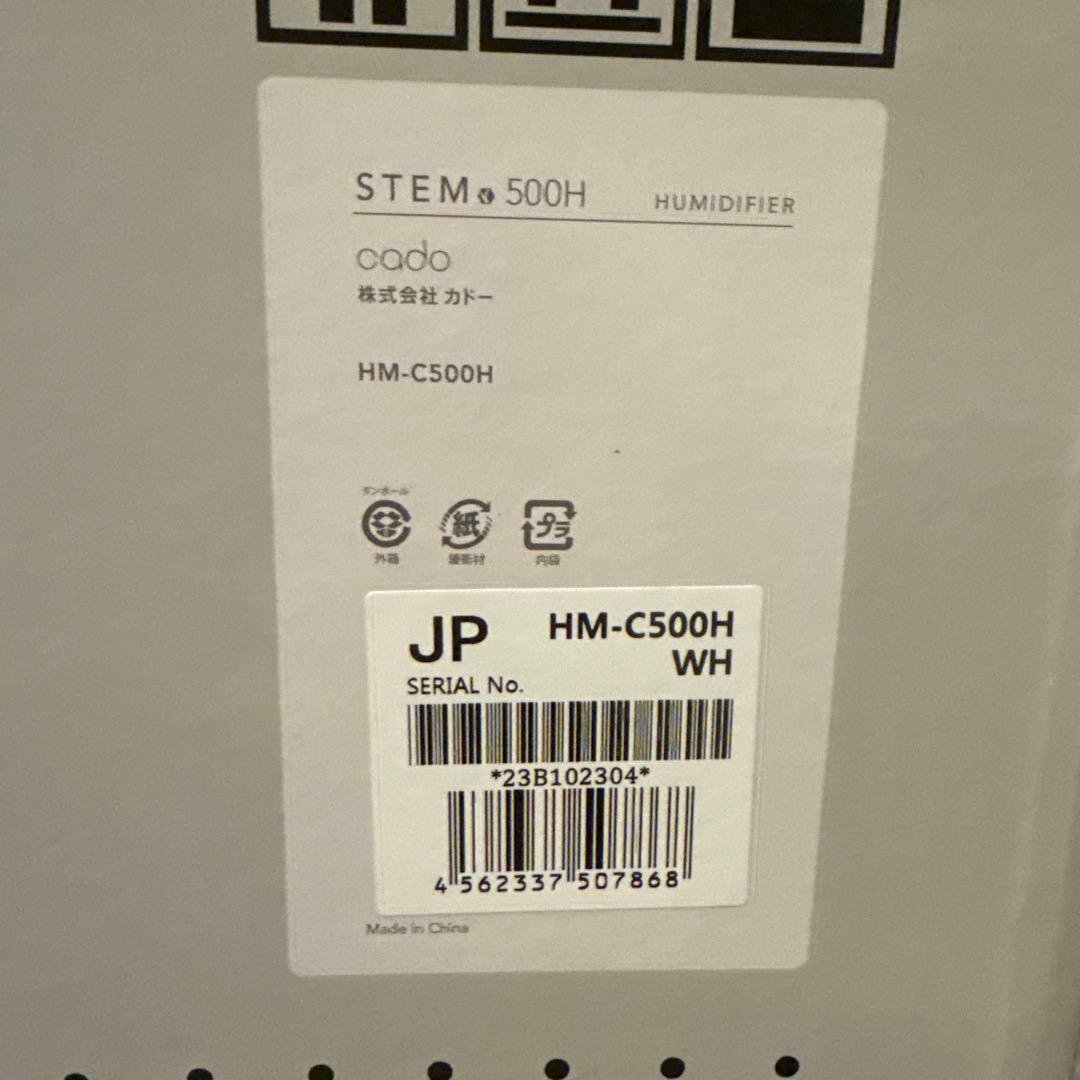 STEM 500H HUMIDIFIER
cado
株式会社 カドー
HM-C500H
ダンボール
紙 プラ
外箱 緩衝材 内袋
JP HM-C500H
WH
SERIAL No.
*23B102304*
4 562337 507868
Made in China